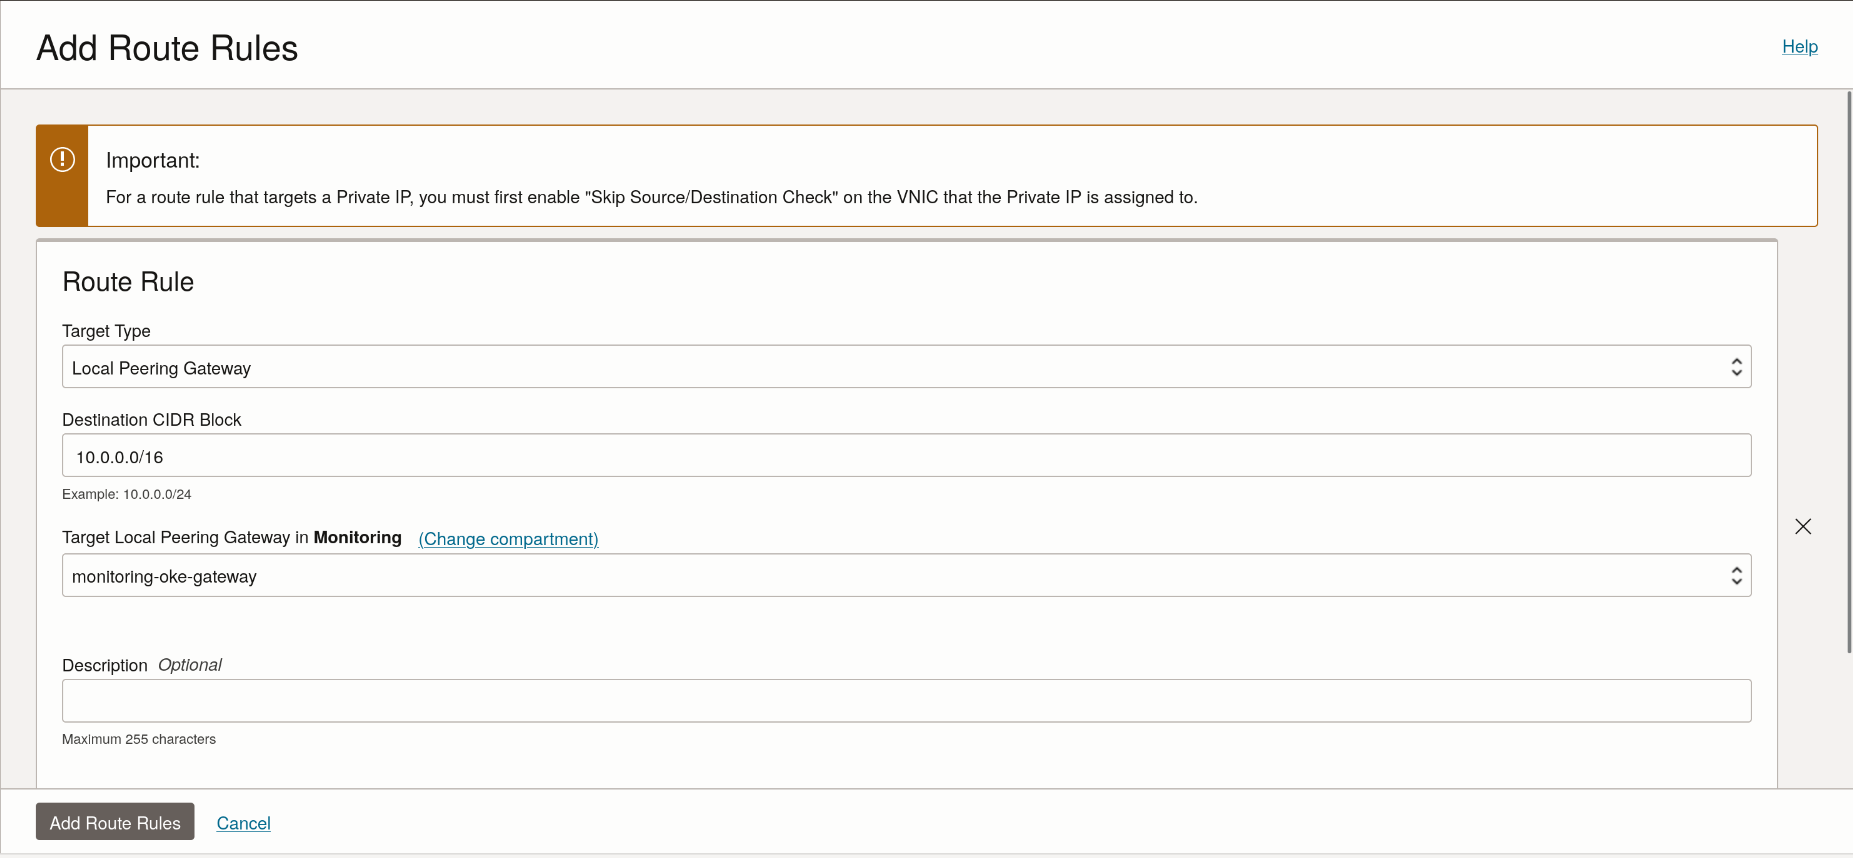 Add Route Rules
Help
Important:
For a route rule that targets a Private IP, you must first enable "Skip Source/Destination Check" on the VNIC that the Private IP is assigned to.
Route Rule
Target Type
Local Peering Gateway
Destination CIDR Block
10.0.0.0/16
Example: 10.0.0.0/24
Target Local Peering Gateway in Monitoring (Change compartment)
monitoring-oke-gateway
Description Optional
Maximum 255 characters
Add Route Rules Cancel